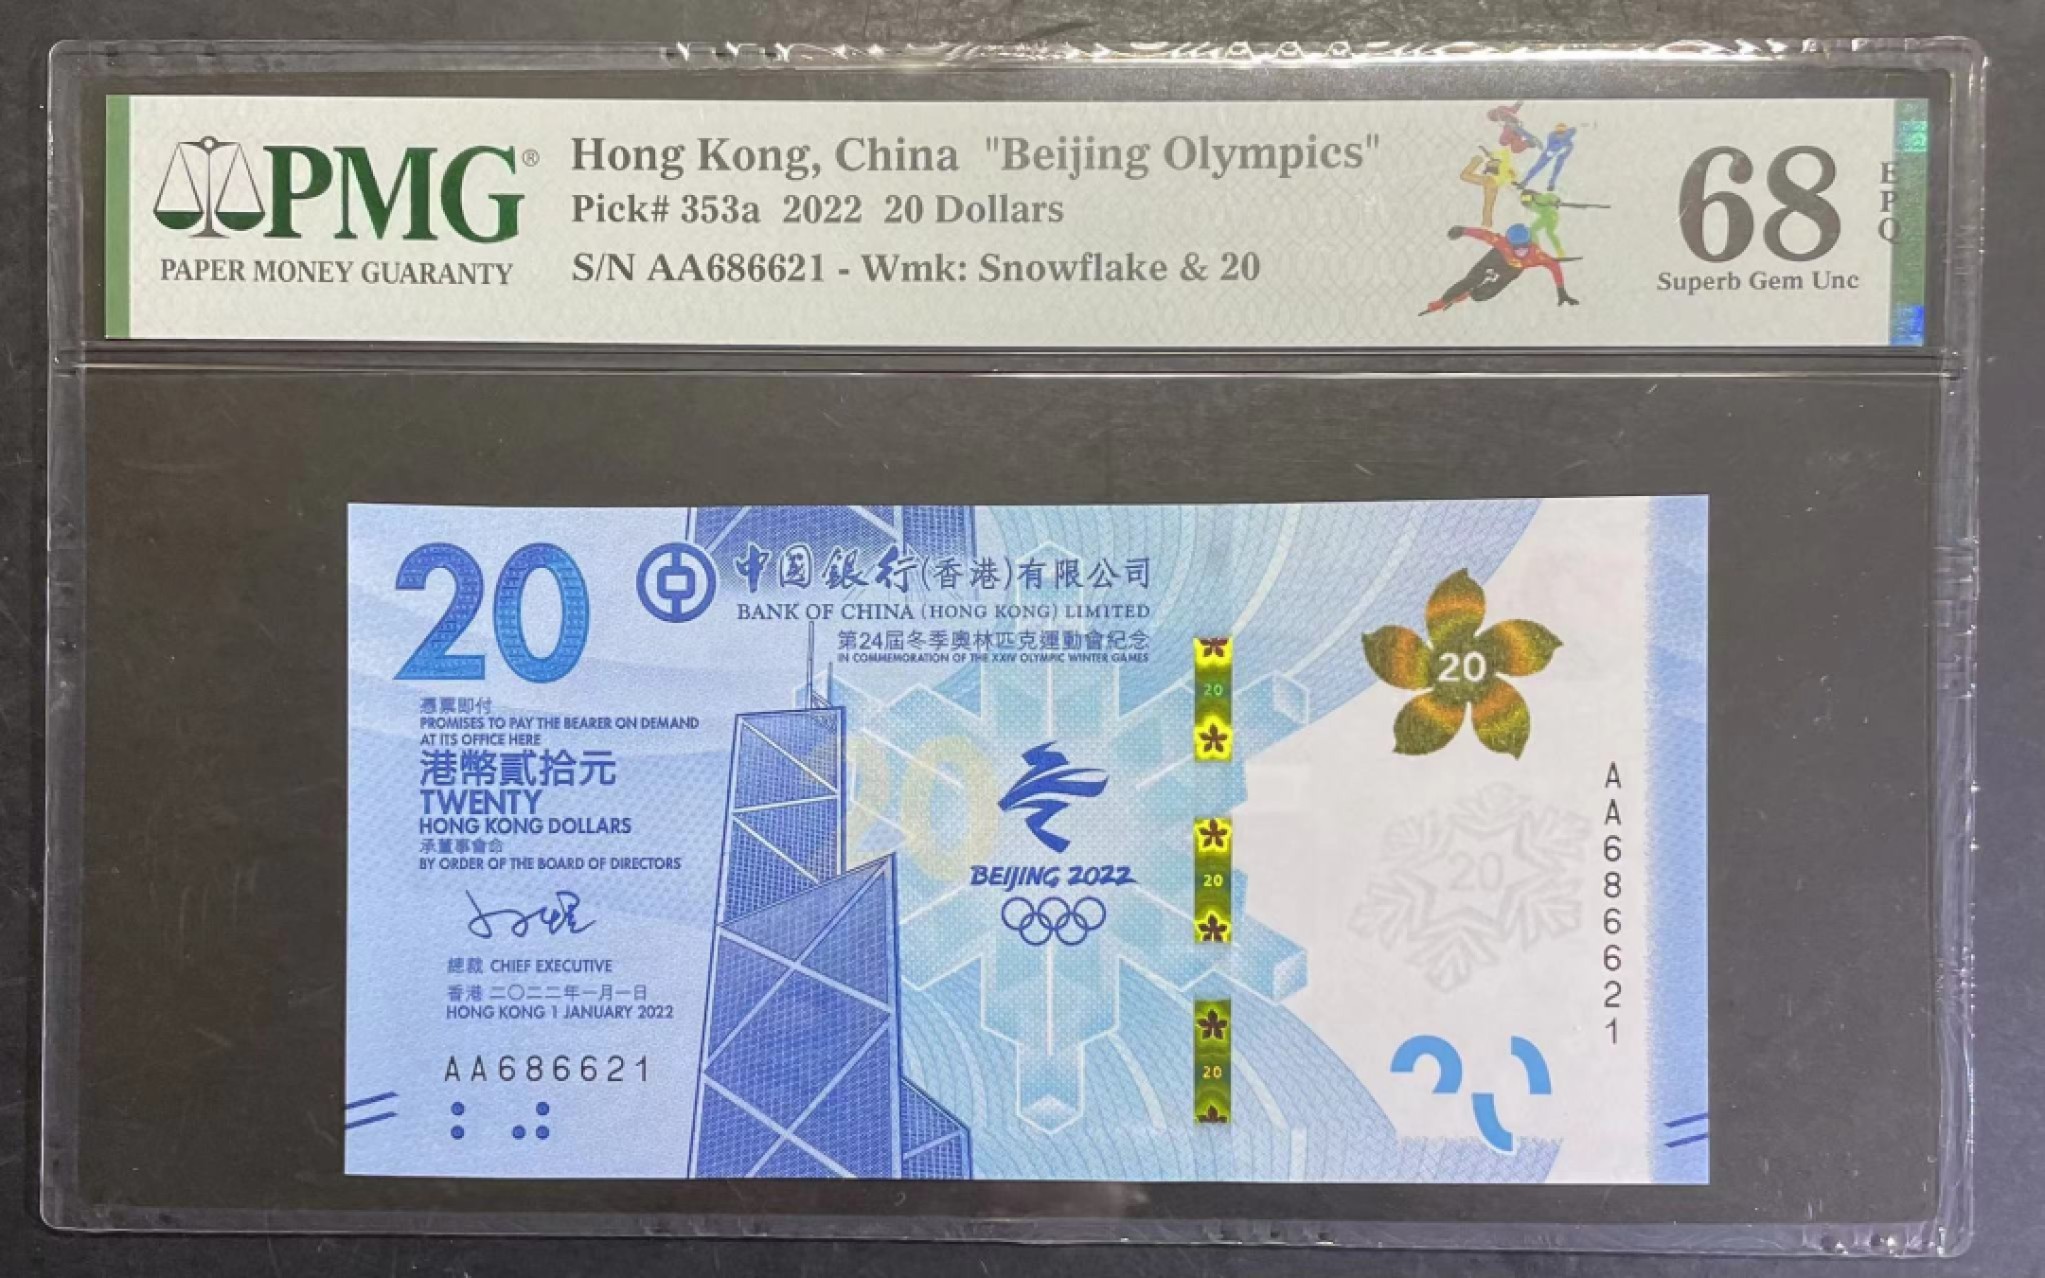 PMG®
PAPER MONEY GUARANTY
Hong Kong, China "Beijing Olympics"
Pick# 353a 2022 20 Dollars
S/N AA686621 - Wmk: Snowflake & 20
68
EPQ
Superb Gem Unc
20
中国銀行(香港)有限公司
BANK OF CHINA (HONG KONG) LIMITED
第24屆冬季奧林匹克運動會紀念
IN COMMEMORATION OF THE XXIV OLYMPIC WINTER GAMES
憑票即付
PROMISES TO PAY THE BEARER ON DEMAND
AT ITS OFFICE HERE
港幣貳拾元
TWENTY
HONG KONG DOLLARS
承董事會命
BY ORDER OF THE BOARD OF DIRECTORS
總裁 CHIEF EXECUTIVE
香港二〇二二年一月一日
HONG KONG 1 JANUARY 2022
AA686621
20
BEIJING 2022
20
20
20
20
20
AA686621